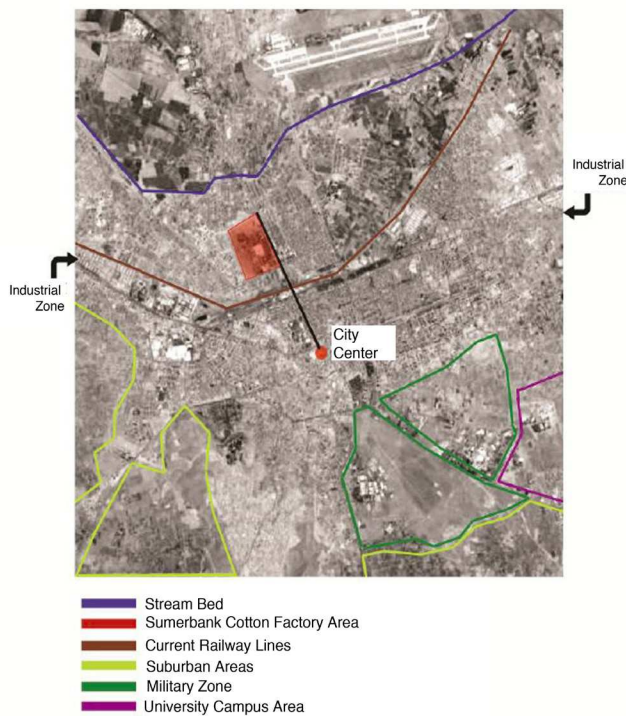 Industrial
Zone
Industrial
Zone
City
Center
Stream Bed
Sumerbank Cotton Factory Area
Current Railway Lines
Suburban Areas
Military Zone
University Campus Area